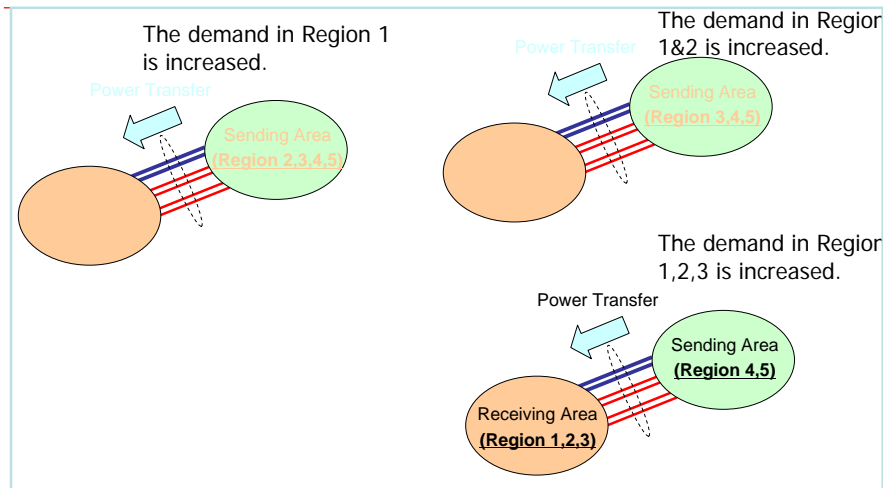 The demand in Region 1
is increased.
Power Transfer
Sending Area
(Region 2,3,4,5)
The demand in Region
1&2 is increased.
Power Transfer
Sending Area
(Region 3,4,5)
The demand in Region
1,2,3 is increased.
Power Transfer
Sending Area
(Region 4,5)
Receiving Area
(Region 1,2,3)